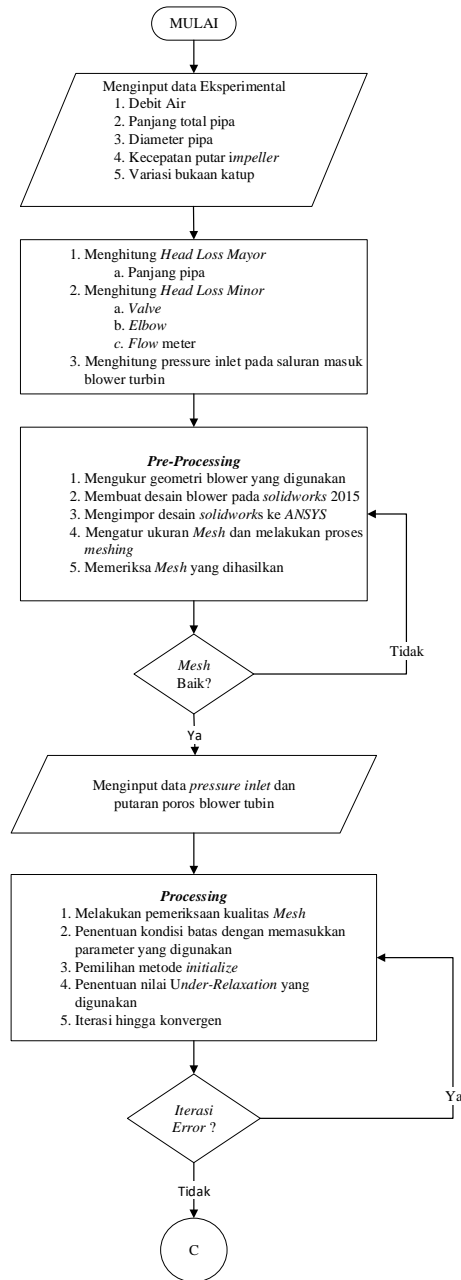 MULAI
Menginput data Eksperimental
1. Debit Air
2. Panjang total pipa
3. Diameter pipa
4. Kecepatan putar impeller
5. Variasi bukaan katup
1. Menghitung Head Loss Mayor
a. Panjang pipa
2. Menghitung Head Loss Minor
a. Valve
b. Elbow
c. Flow meter
3. Menghitung pressure inlet pada saluran masuk
blower turbin
Pre-Processing
1. Mengukur geometri blower yang digunakan
2. Membuat desain blower pada solidworks 2015
3. Mengimpor desain solidworks ke ANSYS
4. Mengatur ukuran Mesh dan melakukan proses
meshing
5. Memeriksa Mesh yang dihasilkan
Mesh
Baik?
Tidak
Ya
Menginput data pressure inlet dan
putaran poros blower tubin
Processing
1. Melakukan pemeriksaan kualitas Mesh
2. Penentuan kondisi batas dengan memasukkan
parameter yang digunakan
3. Pemilihan metode initialize
4. Penentuan nilai Under-Relaxation yang
digunakan
5. Iterasi hingga konvergen
Iterasi
Error ?
Ya
Tidak
C